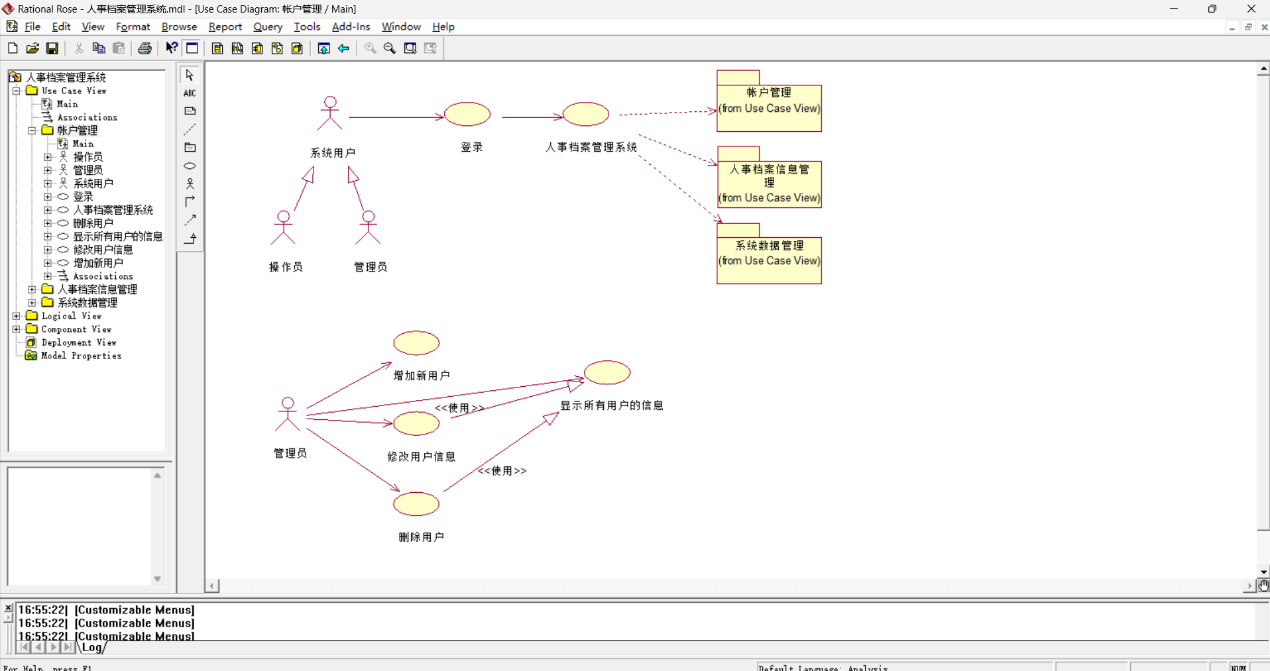 Rational Rose - 人事档案管理系统.mdl - [Use Case Diagram: 帐户管理 / Main]
File Edit View Format Browse Report Query Tools Add-Ins Window Help
ABC
人事档案管理系统
Use Case View
Main
Associations
帐户管理
Main
操作员
管理员
系统用户
登录
人事档案管理系统
删除用户
显示所有用户的信息
修改用户信息
增加新用户
Associations
人事档案信息管理
系统数据管理
Logical View
Component View
Deployment View
Model Properties
系统用户
登录
人事档案管理系统
帐户管理
(from Use Case View)
人事档案信息管
理
(from Use Case View)
系统数据管理
(from Use Case View)
操作员
管理员
增加新用户
显示所有用户的信息
<<使用>>
管理员
修改用户信息
<<使用>>
删除用户
16:55:22| [Customizable Menus]
16:55:22| [Customizable Menus]
16:55:22| [Customizable Menus]
Log
For Help, press F1
Default Language: Analysis
NUM